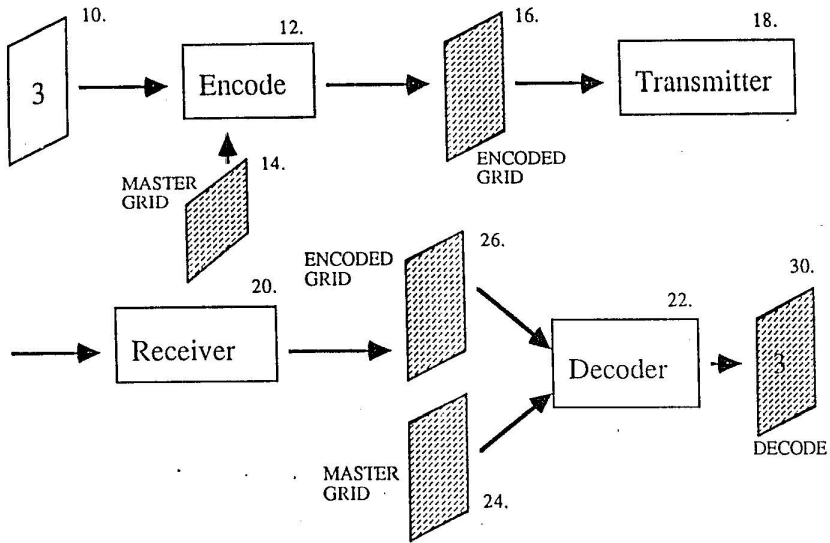 10.
12.
16.
18.
3
Encode
Transmitter
MASTER
GRID
14.
ENCODED
GRID
ENCODED
GRID
26.
20.
22.
30.
Receiver
Decoder
3
MASTER
GRID
24.
DECODE